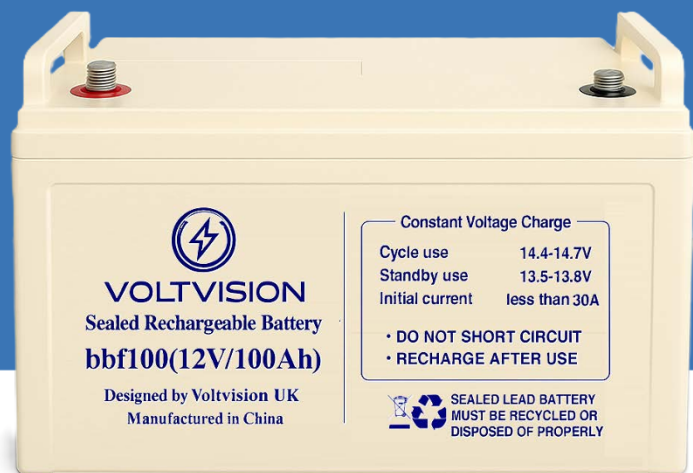 VOLTVISION
Sealed Rechargeable Battery
bbf100(12V/100Ah)
Designed by Voltvision UK
Manufactured in China
Constant Voltage Charge
Cycle use 14.4-14.7V
Standby use 13.5-13.8V
Initial current less than 30A
• DO NOT SHORT CIRCUIT
• RECHARGE AFTER USE
SEALED LEAD BATTERY
MUST BE RECYCLED OR
DISPOSED OF PROPERLY